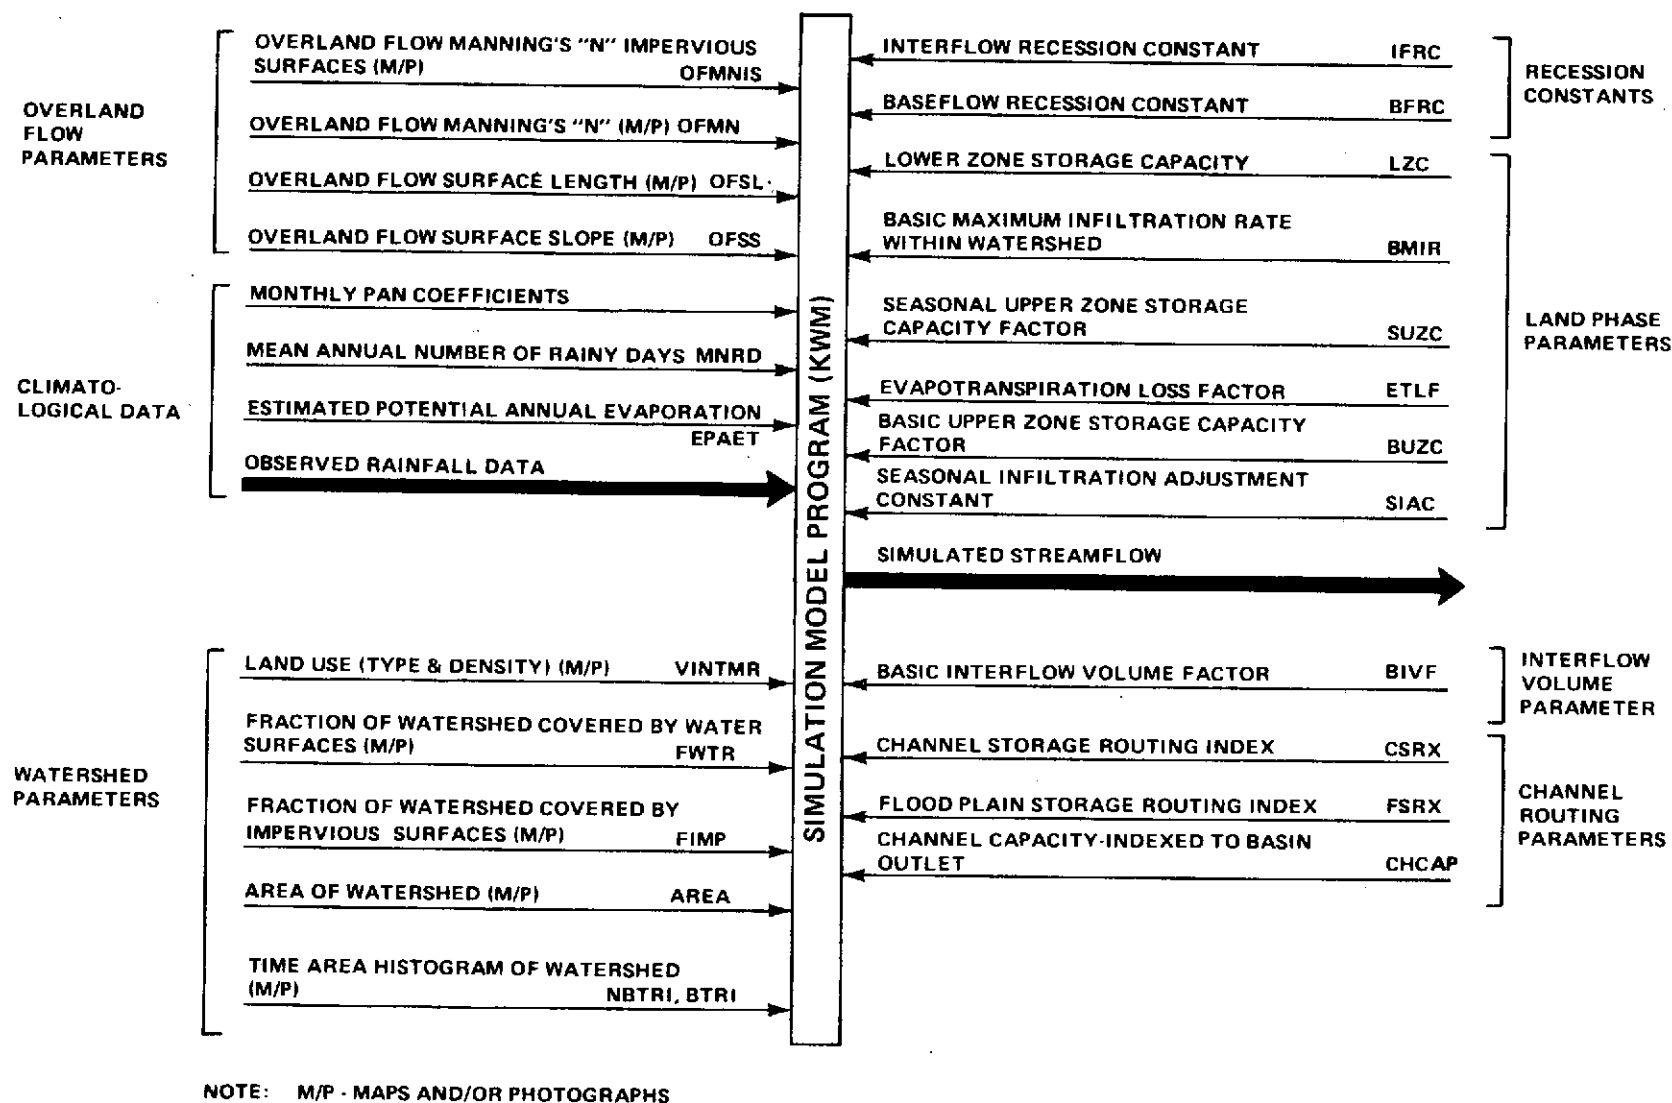 OVERLAND
FLOW
PARAMETERS
OVERLAND FLOW MANNING'S "N" IMPERVIOUS
SURFACES (M/P) OFMNIS
OVERLAND FLOW MANNING'S "N" (M/P) OFMN
OVERLAND FLOW SURFACE LENGTH (M/P) OFSL
OVERLAND FLOW SURFACE SLOPE (M/P) OFSS
CLIMATO-
LOGICAL DATA
MONTHLY PAN COEFFICIENTS
MEAN ANNUAL NUMBER OF RAINY DAYS MNRD
ESTIMATED POTENTIAL ANNUAL EVAPORATION
EPAET
OBSERVED RAINFALL DATA
WATERSHED
PARAMETERS
LAND USE (TYPE & DENSITY) (M/P) VINTMR
FRACTION OF WATERSHED COVERED BY WATER
SURFACES (M/P) FWTR
FRACTION OF WATERSHED COVERED BY
IMPERVIOUS SURFACES (M/P) FIMP
AREA OF WATERSHED (M/P) AREA
TIME AREA HISTOGRAM OF WATERSHED
(M/P) NBTRI, BTRI
SIMULATION MODEL PROGRAM (KWM)
INTERFLOW RECESSION CONSTANT IFRC
BASEFLOW RECESSION CONSTANT BFRC
RECESSION
CONSTANTS
LOWER ZONE STORAGE CAPACITY LZC
BASIC MAXIMUM INFILTRATION RATE
WITHIN WATERSHED BMIR
SEASONAL UPPER ZONE STORAGE
CAPACITY FACTOR SUZC
EVAPOTRANSPIRATION LOSS FACTOR ETLF
BASIC UPPER ZONE STORAGE CAPACITY
FACTOR BUZC
SEASONAL INFILTRATION ADJUSTMENT
CONSTANT SIAC
LAND PHASE
PARAMETERS
SIMULATED STREAMFLOW
BASIC INTERFLOW VOLUME FACTOR BIVF
INTERFLOW
VOLUME
PARAMETER
CHANNEL STORAGE ROUTING INDEX CSRX
FLOOD PLAIN STORAGE ROUTING INDEX FSRX
CHANNEL CAPACITY-INDEXED TO BASIN
OUTLET CHCAP
CHANNEL
ROUTING
PARAMETERS
NOTE: M/P - MAPS AND/OR PHOTOGRAPHS